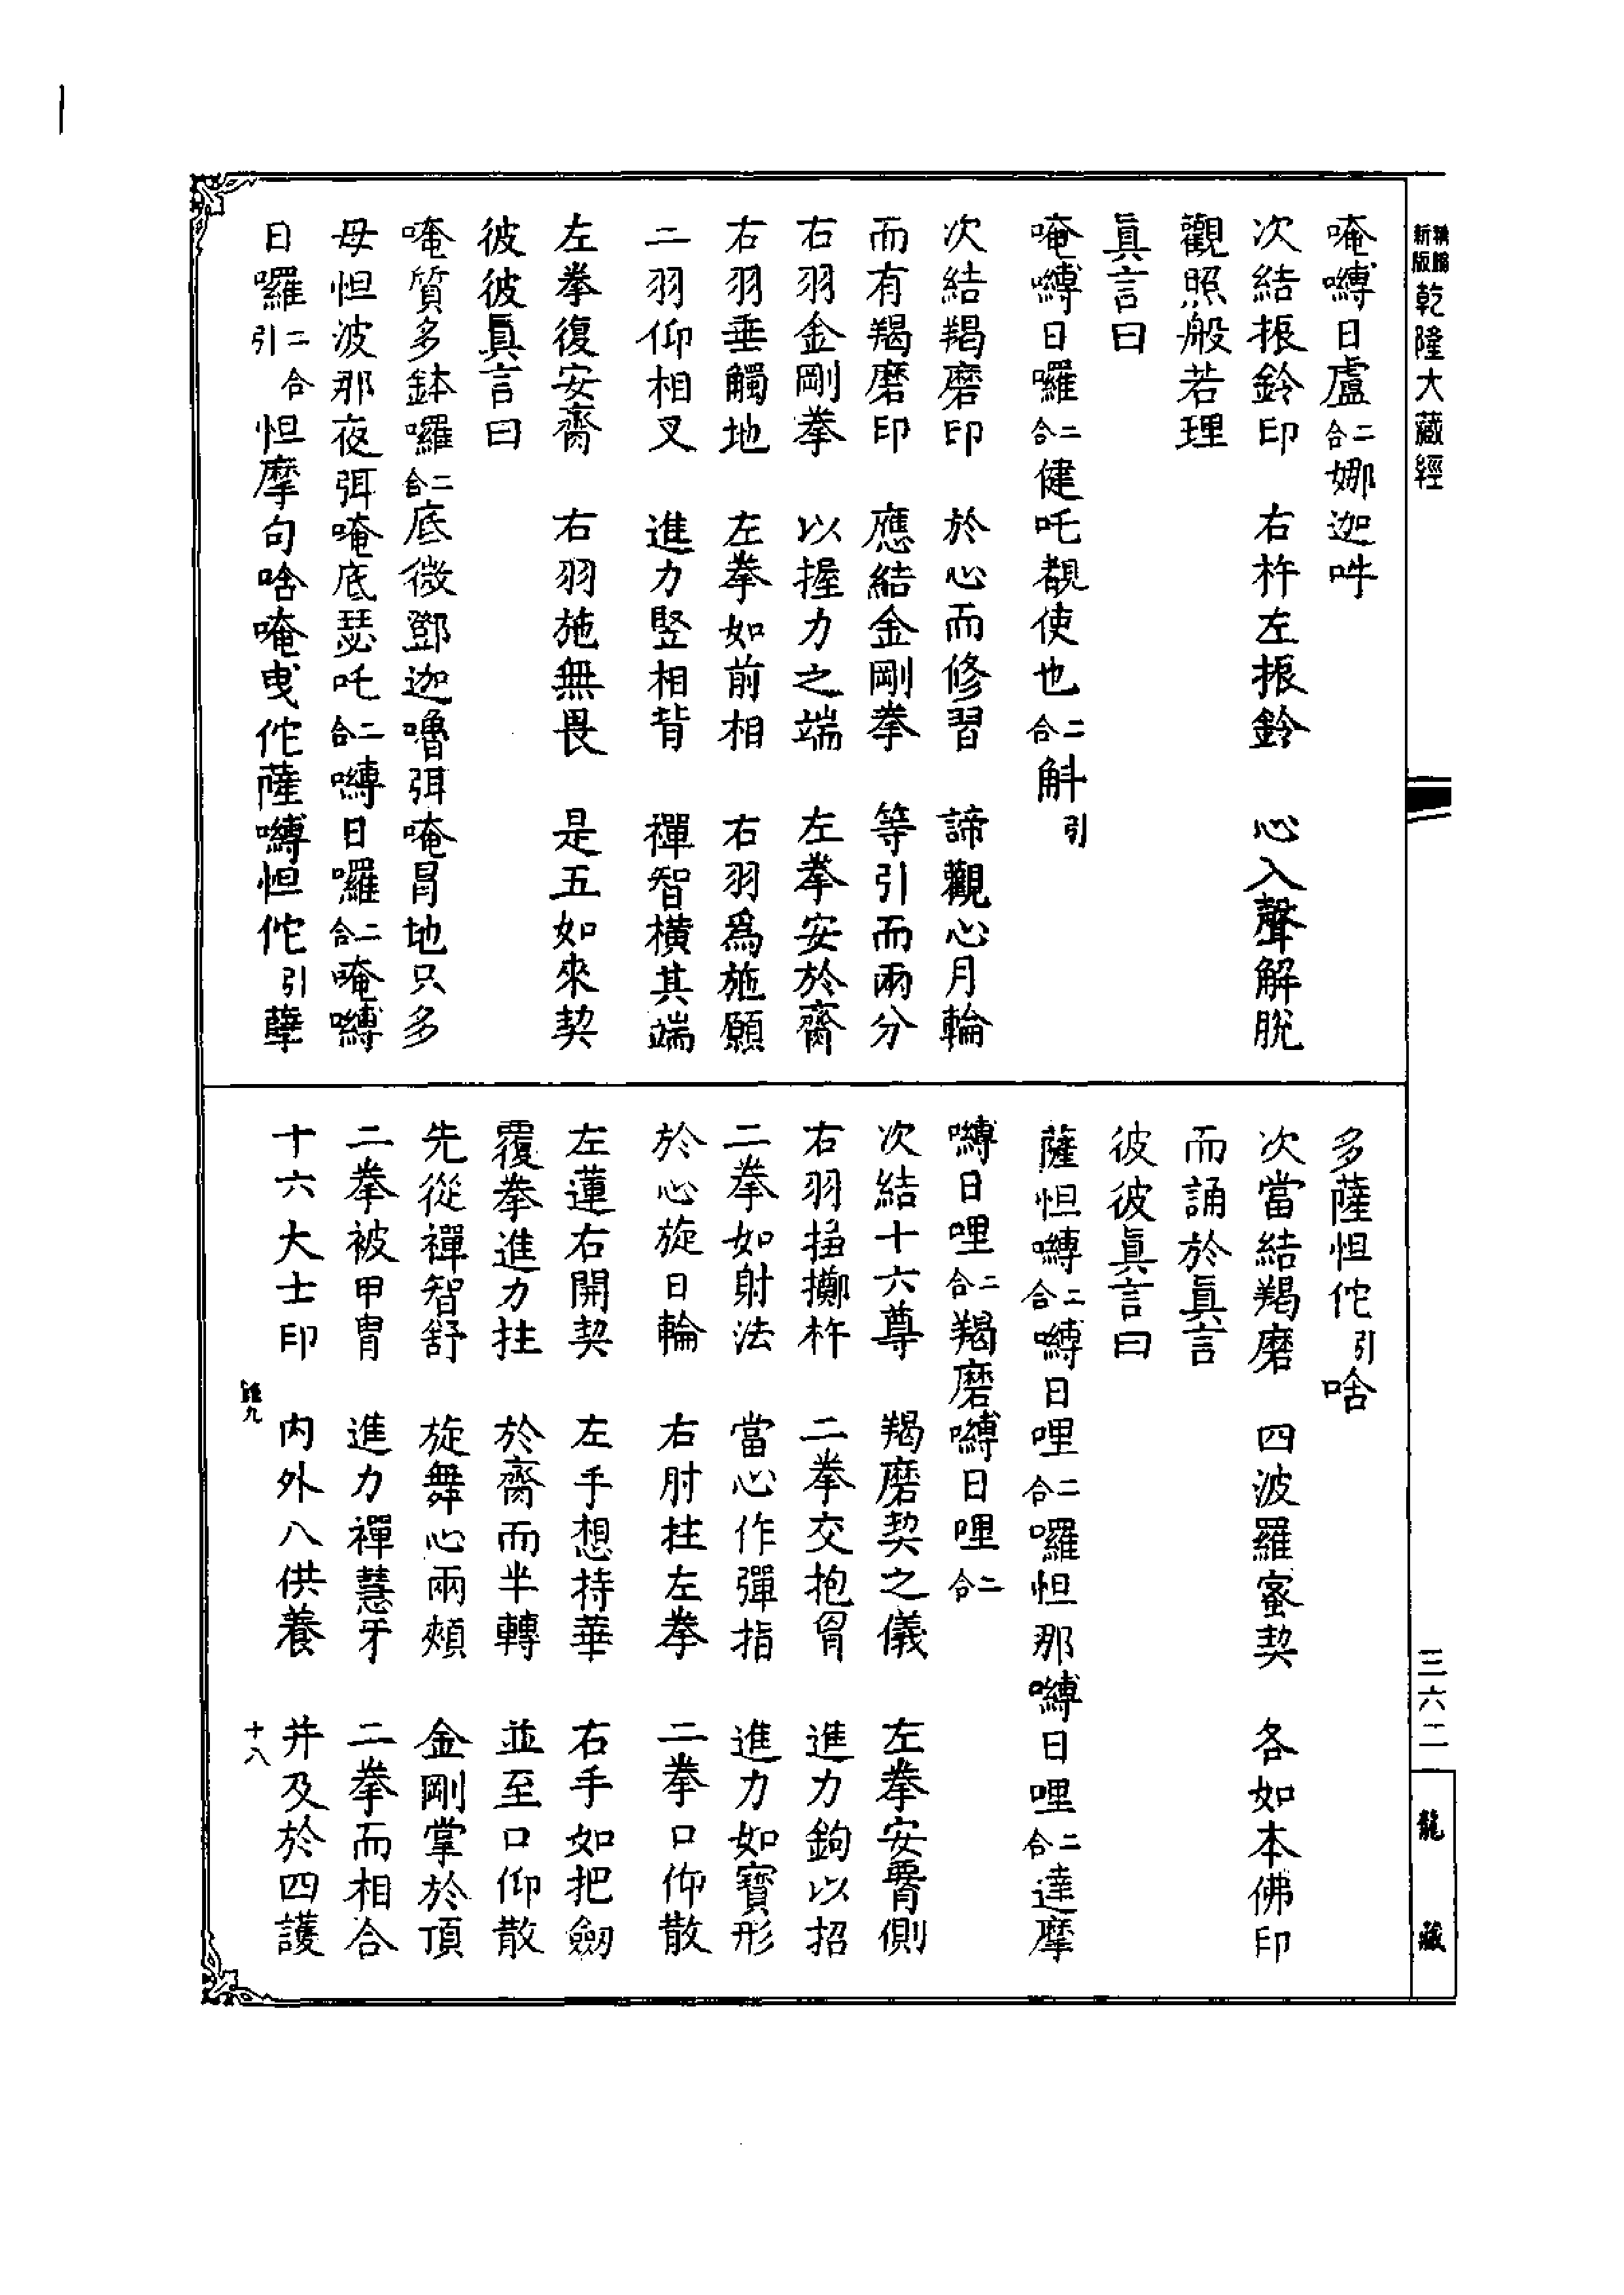 新編縮版 乾隆大藏經
唵嚩日盧二合娜迦吽
次結振鈴印　右杵左振鈴　心入聲解脫
觀照般若理
眞言曰
唵嚩日囉二合健吒覩使也二合斛引
次結羯磨印　於心而修習　諦觀心月輪
而有羯磨印　應結金剛拳　等引而兩分
右羽金剛拳　以握力之端　左拳安於齊
右羽垂觸地　左拳如前相　右羽爲施願
二羽仰相叉　進力竪相背　禪智橫其端
左拳復安齊　右羽施無畏　是五如來契
彼彼眞言曰
唵質多鉢囉二合底微鄧迦嚕弭唵冐地只多
母怛波那夜弭唵底瑟吒二合嚩日囉二合唵嚩
日囉二合引怛摩句唅唵曳佗薩嚩怛佗引孽
多薩怛佗引唅
次當結羯磨　四波羅蜜契　各如本佛印
而誦於眞言
彼彼眞言曰
薩怛嚩二合嚩日哩二合囉怛那嚩日哩二合達摩
嚩日哩二合羯磨嚩日哩二合
次結十六尊　羯磨契之儀　左拳安䏶側
右羽搖擲杵　二拳交抱胷　進力鉤以招
二拳如射法　當心作彈指　進力如寶形
於心旋日輪　右肘拄左拳　二拳口仰散
左蓮右開契　左手想持華　右手如把劒
覆拳進力拄　於齊而半轉　並至口仰散
先從禪智舒　旋舞心兩頰　金剛掌於頂
二拳被甲冑　進力禪慧牙　二拳而相合
十六大士印　內外八供養　并及於四護
九
十八
三六二
龍藏